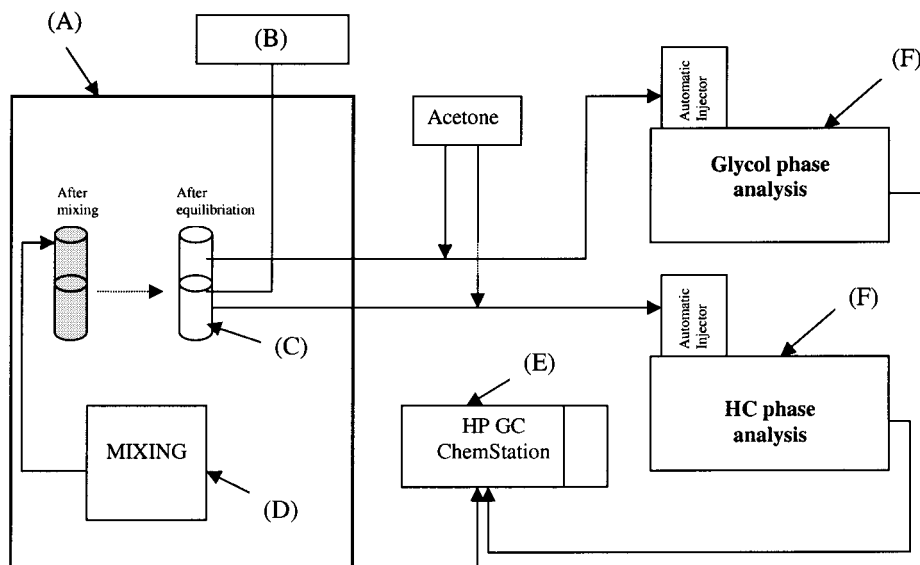 (A)
(B)
(F)
Automatic
Injector
Acetone
Glycol phase
analysis
After
mixing
After
equilibriation
(C)
(F)
Automatic
Injector
(E)
HP GC
ChemStation
HC phase
analysis
MIXING
(D)